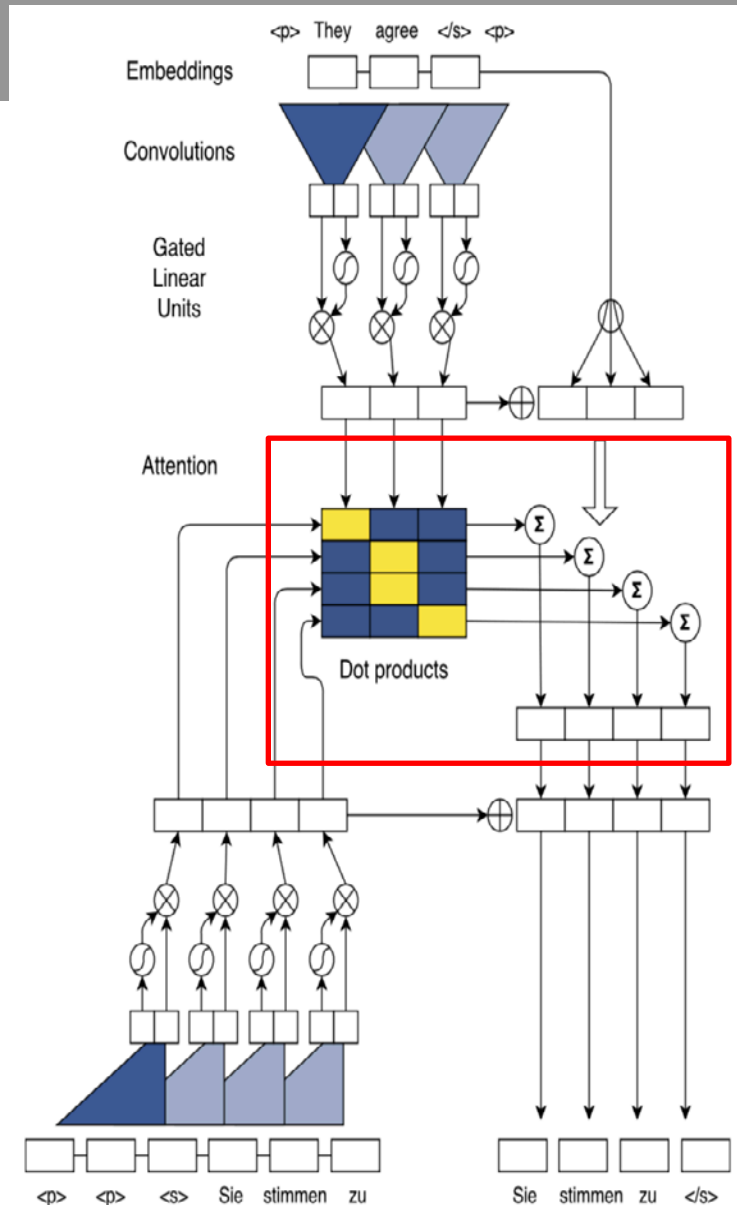 <p> They agree </s> <p>
Embeddings
Convolutions
Gated
Linear
Units
Attention
Σ
Σ
Σ
Σ
Dot products
<p> <p> <s> Sie stimmen zu
Sie stimmen zu </s>